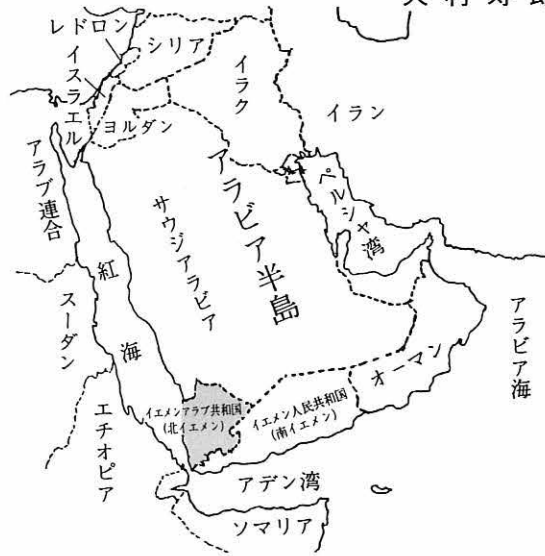 レドロン
シリア
イスラエル
ヨルダン
イラク
イラン
アラブ連合
サウジアラビア
アラビア半島
ペルシャ湾
紅海
スーダン
エチオピア
イエメンアラブ共和国
(北イエメン)
イエメン人民共和国
(南イエメン)
オーマン
アラビア海
アデン湾
ソマリア